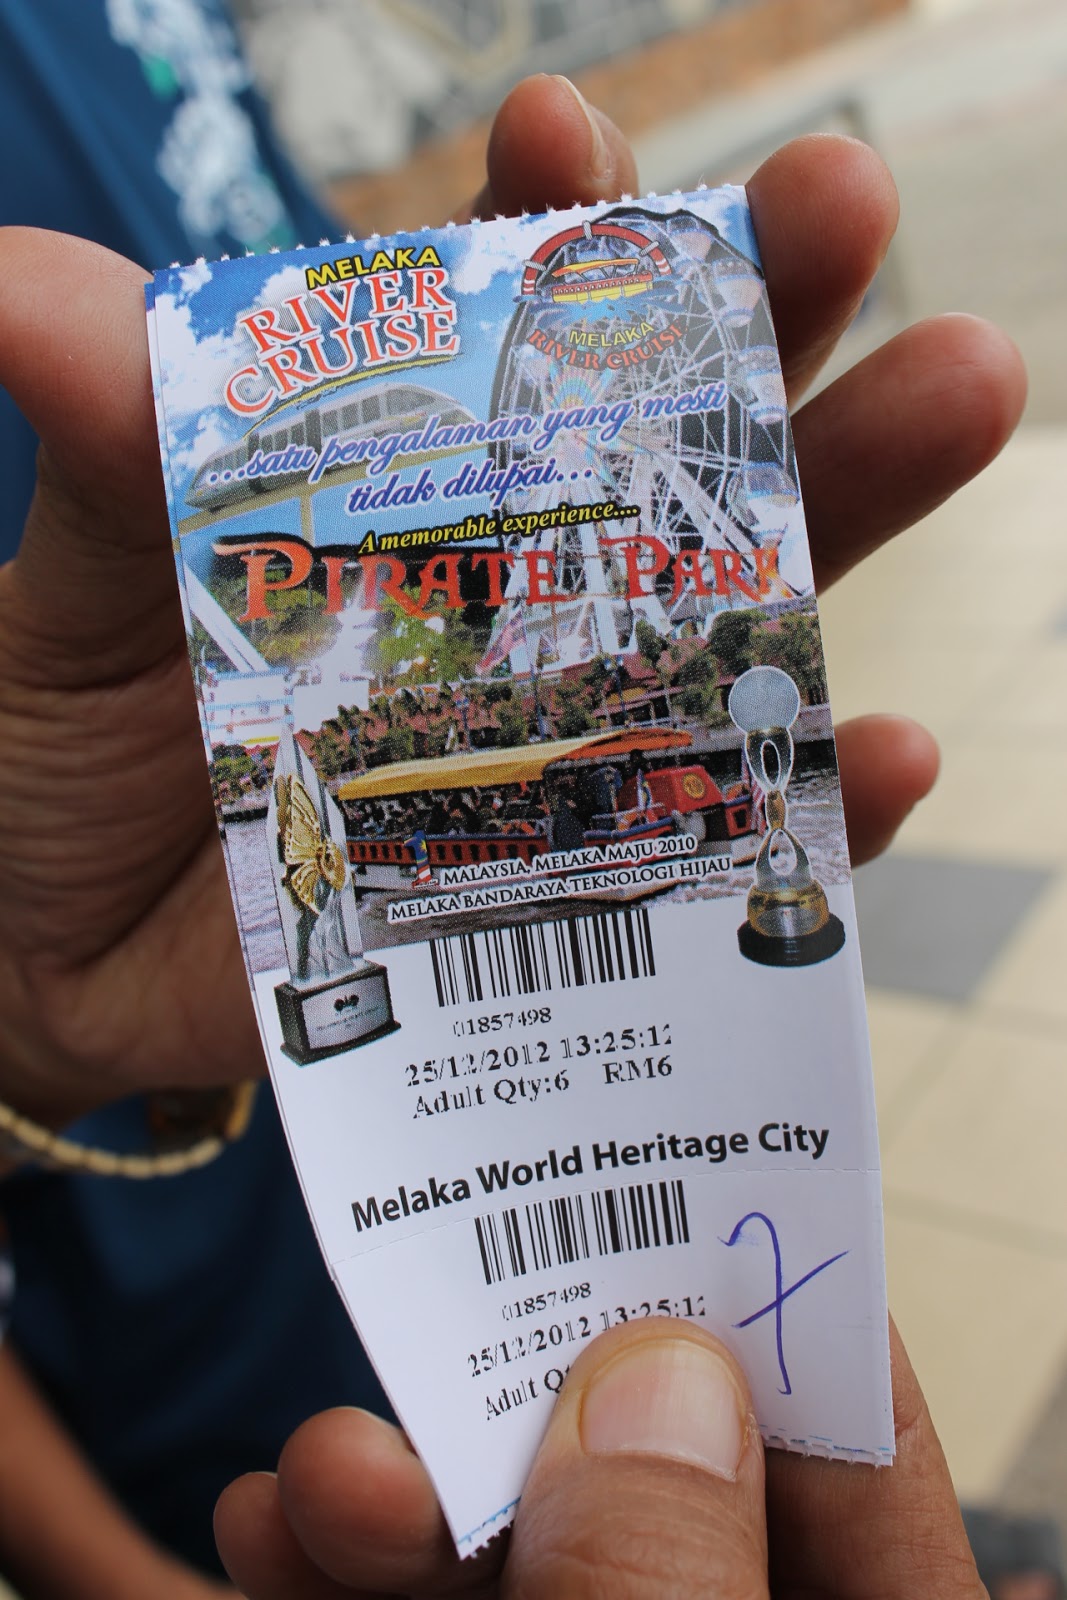 MELAKA
RIVER
CRUISE
MELAKA
RIVER CRUISE
...satu pengalaman yang mesti
tidak dilupai...
A memorable experience....
PIRATE PARK
1 MALAYSIA, MELAKA MAJU 2010
MELAKA BANDARAYA TEKNOLOGI HIJAU
01857498
25/12/2012 13:25:12
Adult Qty:6 RM6
Melaka World Heritage City
01857498
25/12/2012 13:25:12
Adult
7